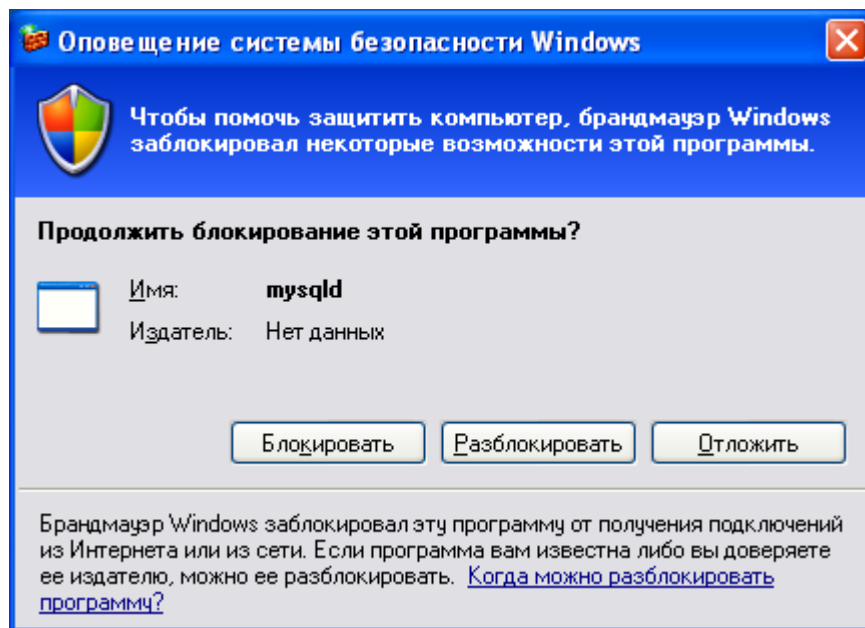 Оповещение системы безопасности Windows
Чтобы помочь защитить компьютер, брандмауэр Windows
заблокировал некоторые возможности этой программы.
Продолжить блокирование этой программы?
Имя: mysqld
Издатель: Нет данных
Блокировать Разблокировать Отложить
Брандмауэр Windows заблокировал эту программу от получения подключений
из Интернета или из сети. Если программа вам известна либо вы доверяете
ее издателю, можно ее разблокировать. Когда можно разблокировать
программу?